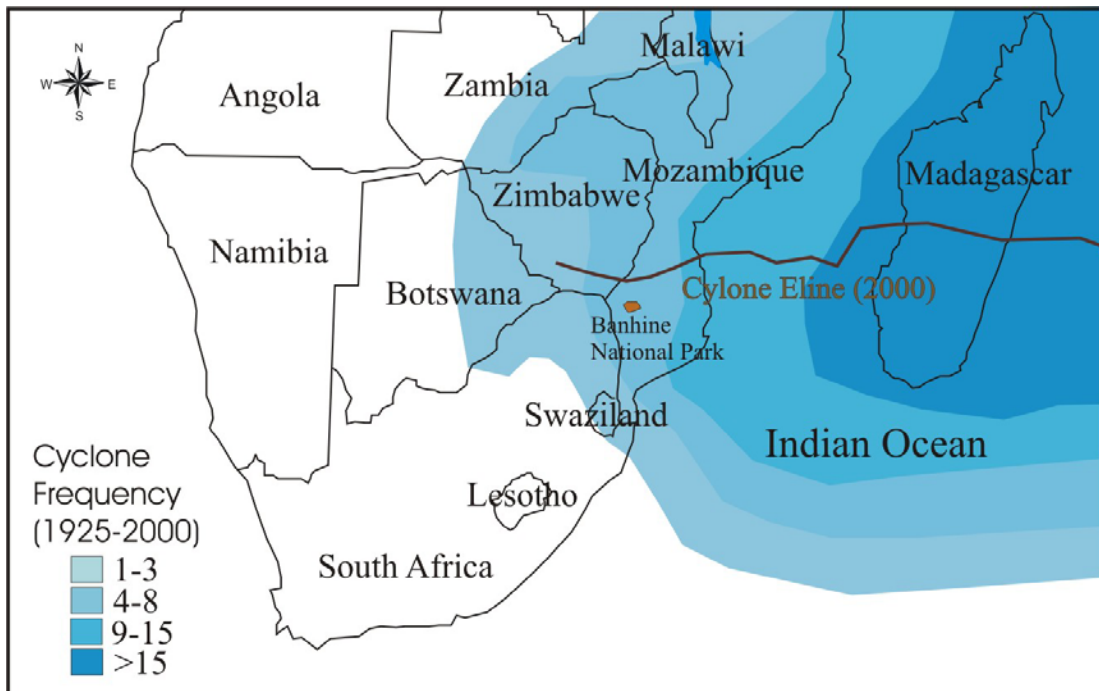 N
W E
S
Malawi
Angola
Zambia
Mozambique
Madagascar
Zimbabwe
Namibia
Botswana
Cylone Eline (2000)
Banhine
National Park
Swaziland
Indian Ocean
Lesotho
South Africa
Cyclone
Frequency
(1925-2000)
1-3
4-8
9-15
>15